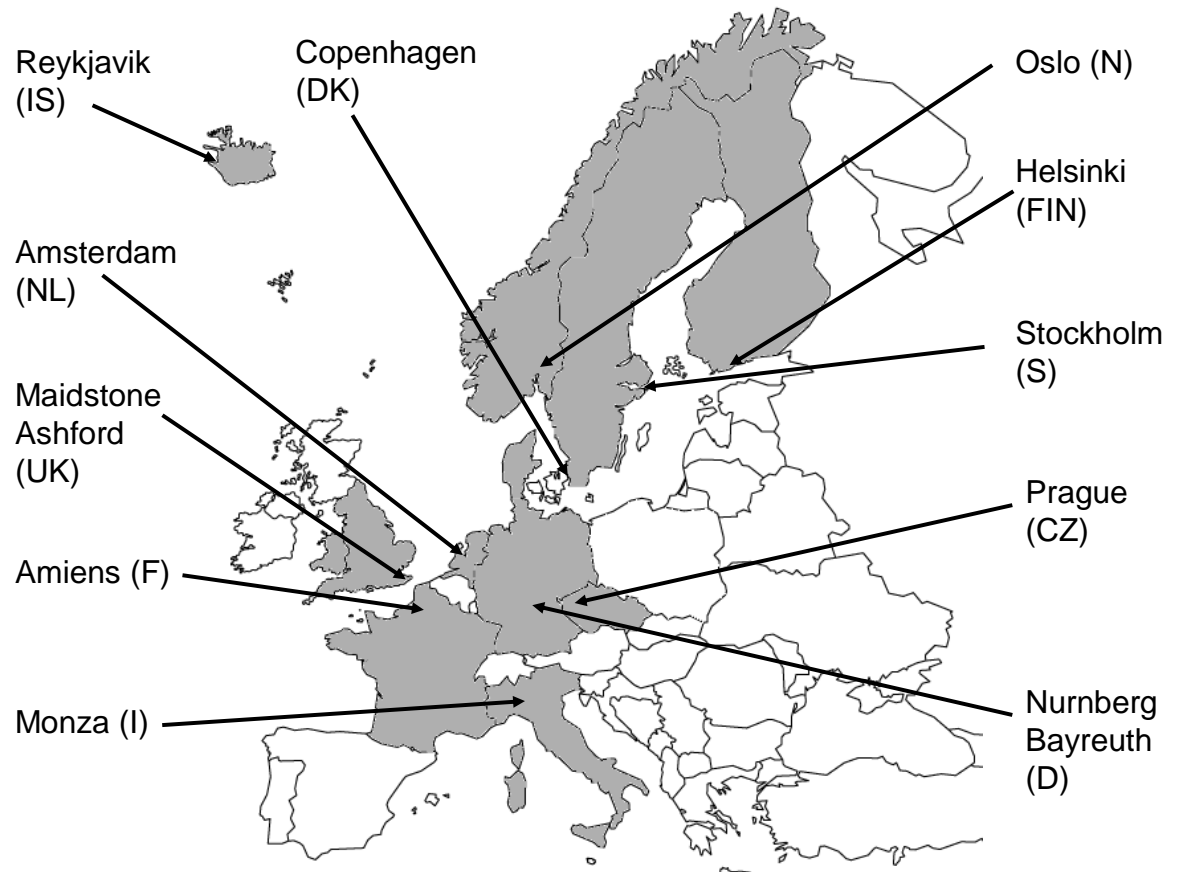 Reykjavik
(IS)
Copenhagen
(DK)
Oslo (N)
Helsinki
(FIN)
Amsterdam
(NL)
Stockholm
(S)
Maidstone
Ashford
(UK)
Prague
(CZ)
Amiens (F)
Monza (I)
Nurnberg
Bayreuth
(D)